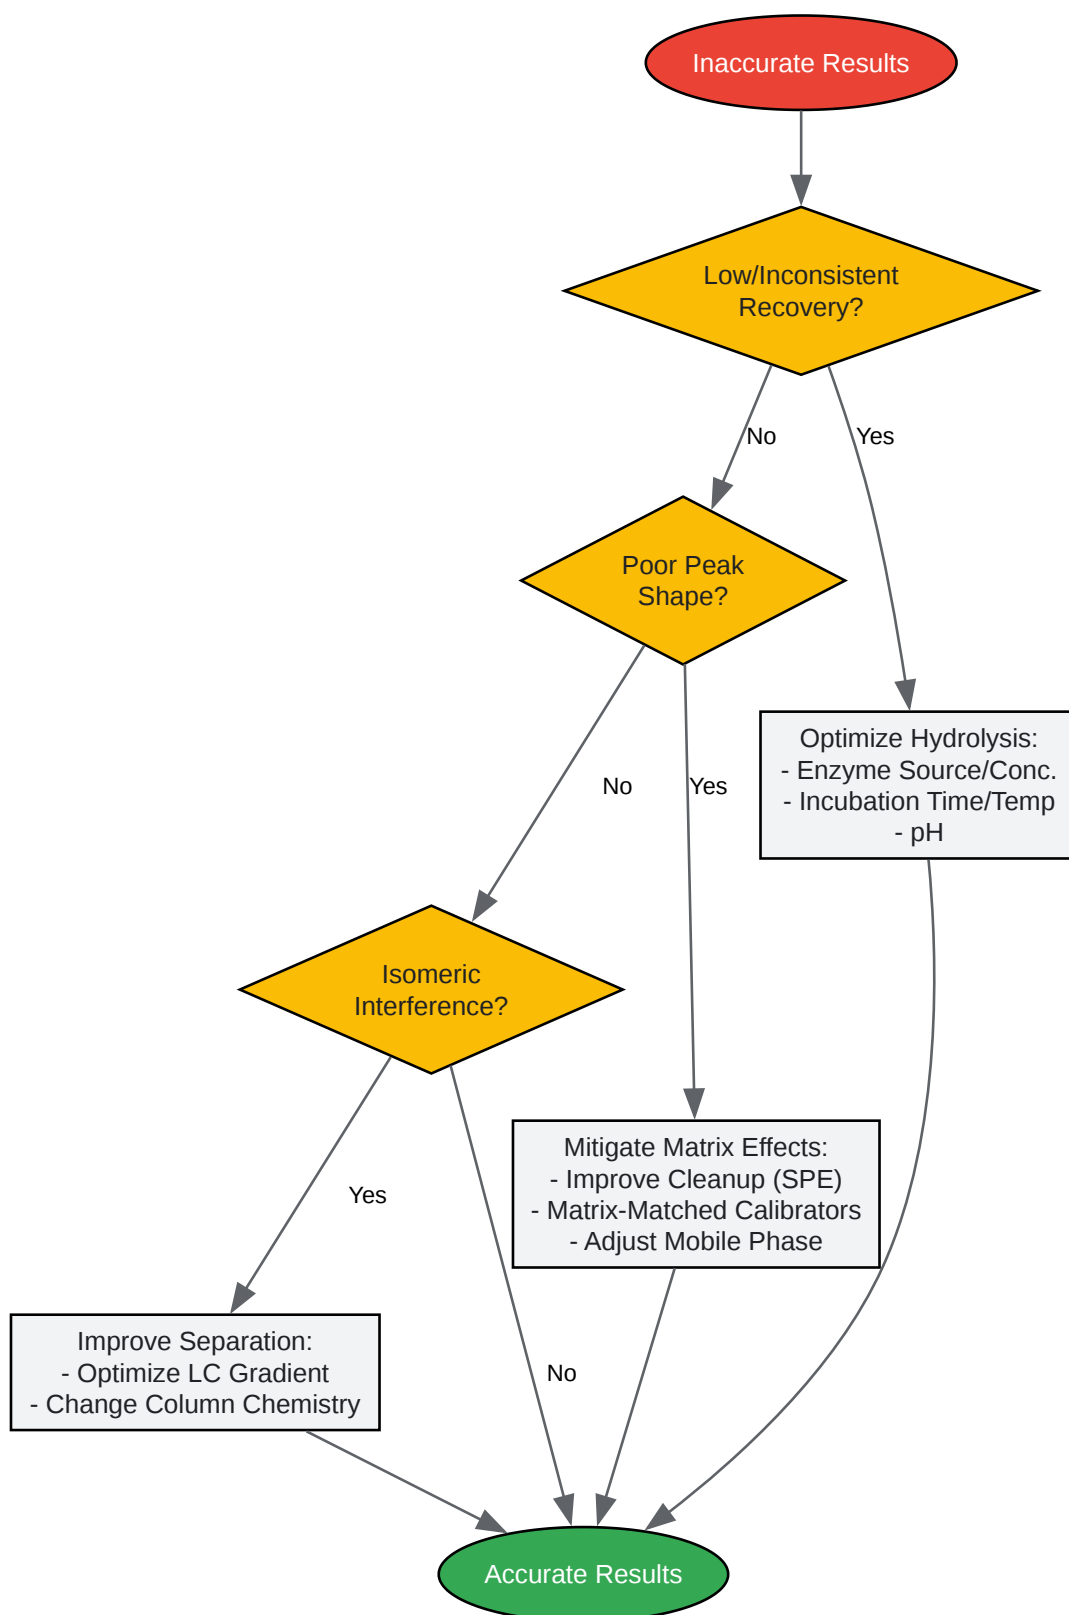 Inaccurate Results
Low/Inconsistent
Recovery?
No
Yes
Poor Peak
Shape?
No
Yes
Optimize Hydrolysis:
- Enzyme Source/Conc.
- Incubation Time/Temp
- pH
Isomeric
Interference?
Yes
No
Mitigate Matrix Effects:
- Improve Cleanup (SPE)
- Matrix-Matched Calibrators
- Adjust Mobile Phase
Improve Separation:
- Optimize LC Gradient
- Change Column Chemistry
Accurate Results